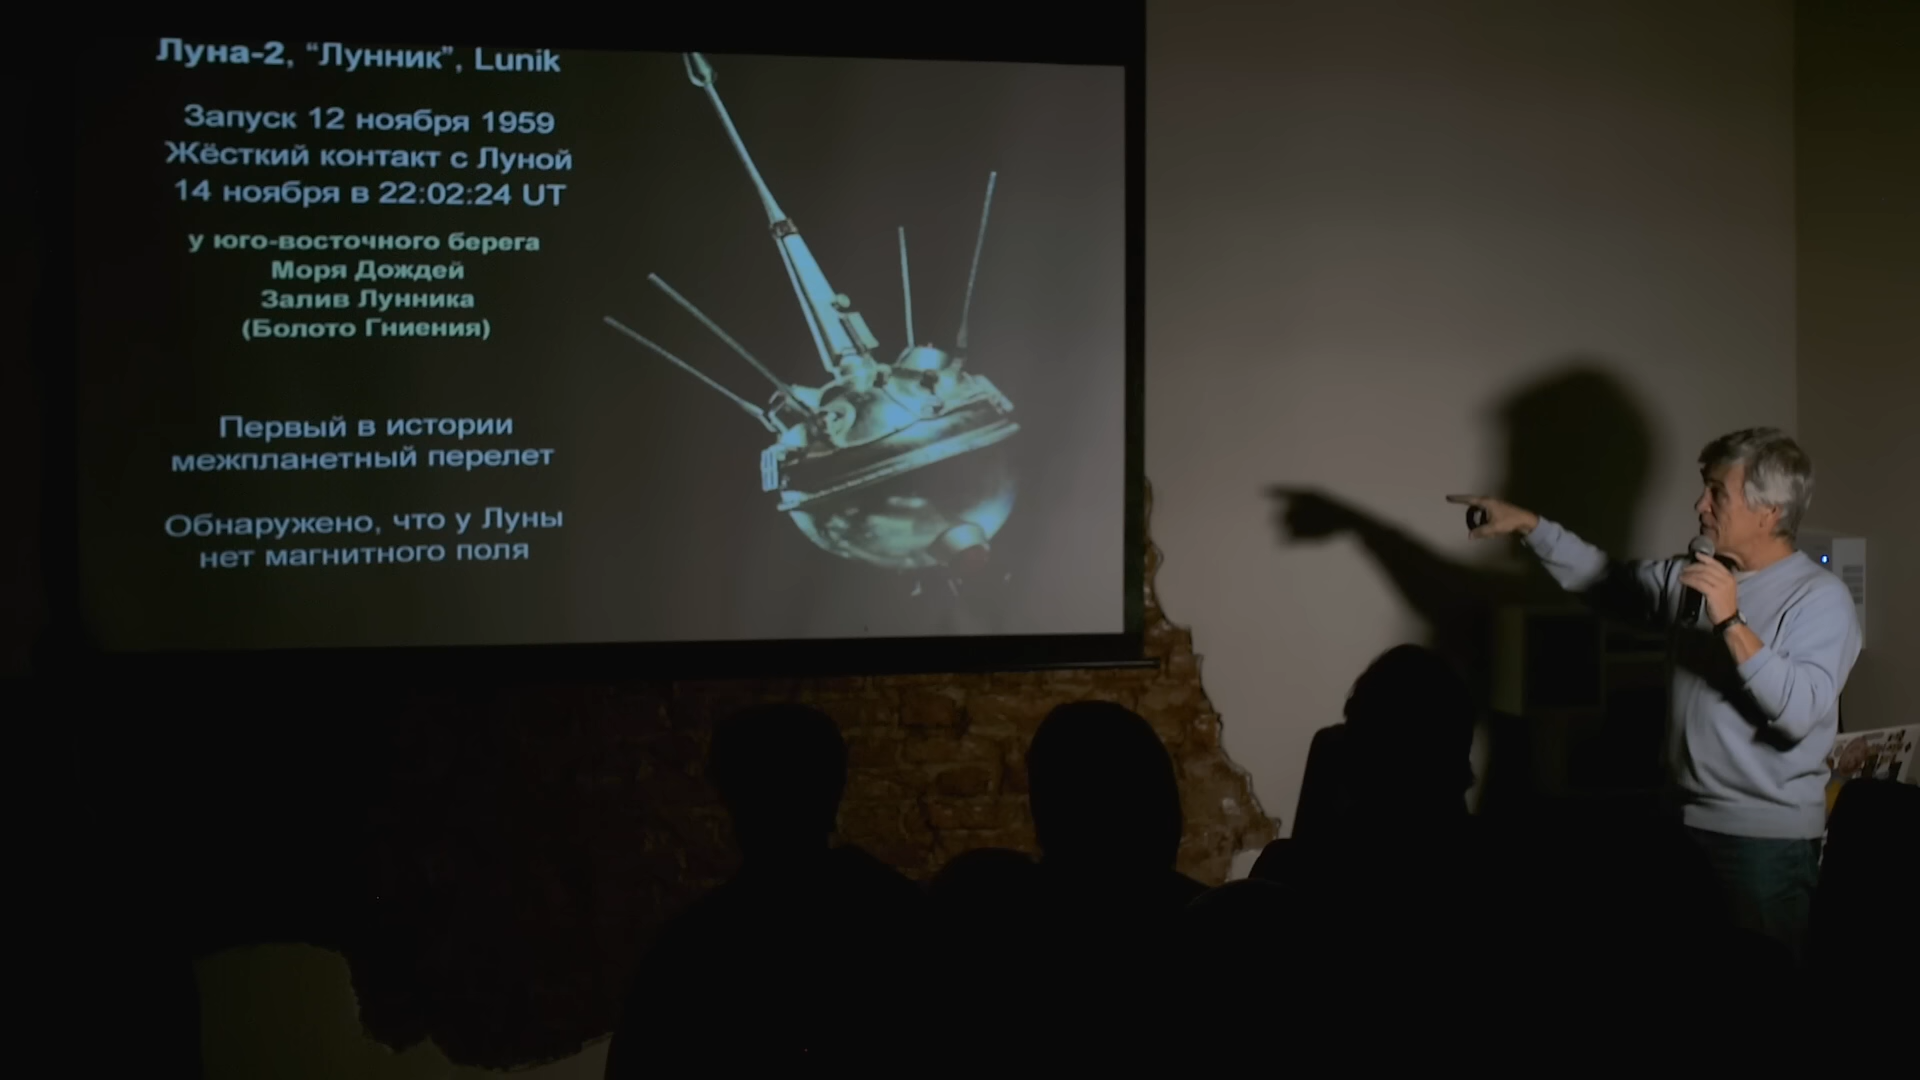 Луна-2, “Лунник”, Lunik
Запуск 12 ноября 1959
Жёсткий контакт с Луной
14 ноября в 22:02:24 UT
у юго-восточного берега
Моря Дождей
Залив Лунника
(Болото Гниения)
Первый в истории
межпланетный перелет
Обнаружено, что у Луны
нет магнитного поля